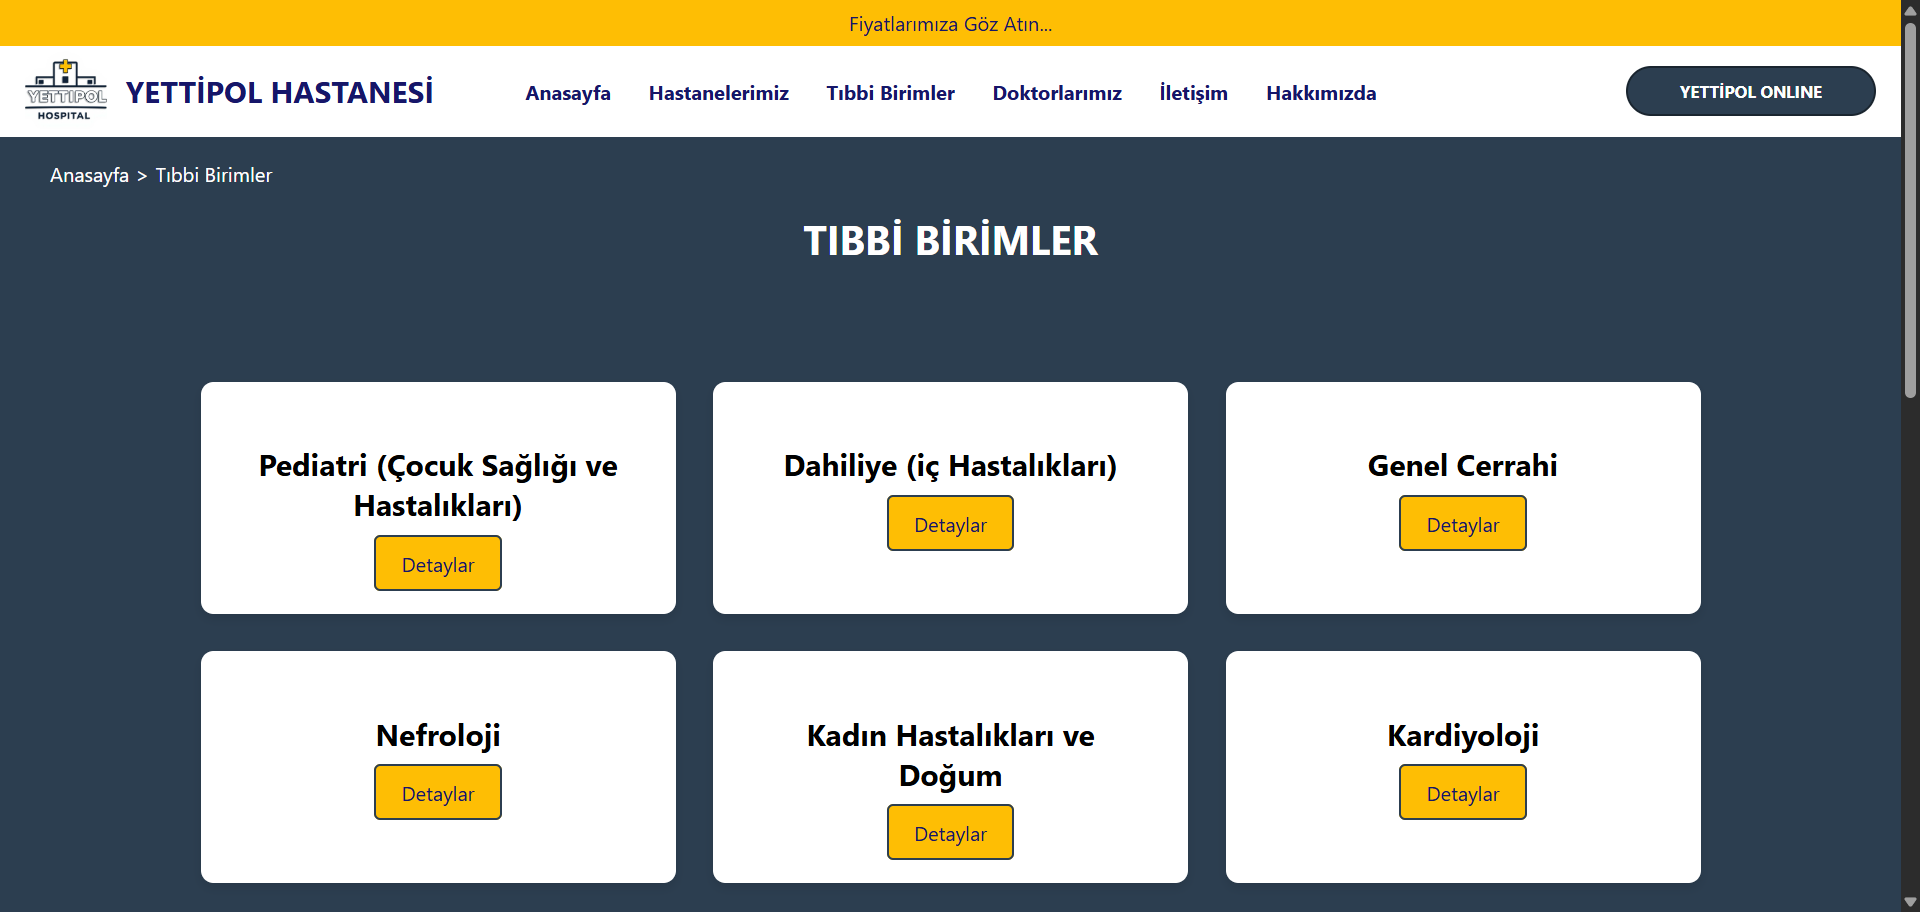 Fiyatlarımıza Göz Atın...
YETTIPOL
HOSPITAL
YETTİPOL HASTANESİ
Anasayfa
Hastanelerimiz
Tıbbi Birimler
Doktorlarımız
İletişim
Hakkımızda
YETTİPOL ONLINE
Anasayfa > Tıbbi Birimler
TIBBİ BİRİMLER
Pediatri (Çocuk Sağlığı ve
Hastalıkları)
Detaylar
Dahiliye (iç Hastalıkları)
Detaylar
Genel Cerrahi
Detaylar
Nefroloji
Detaylar
Kadın Hastalıkları ve
Doğum
Detaylar
Kardiyoloji
Detaylar